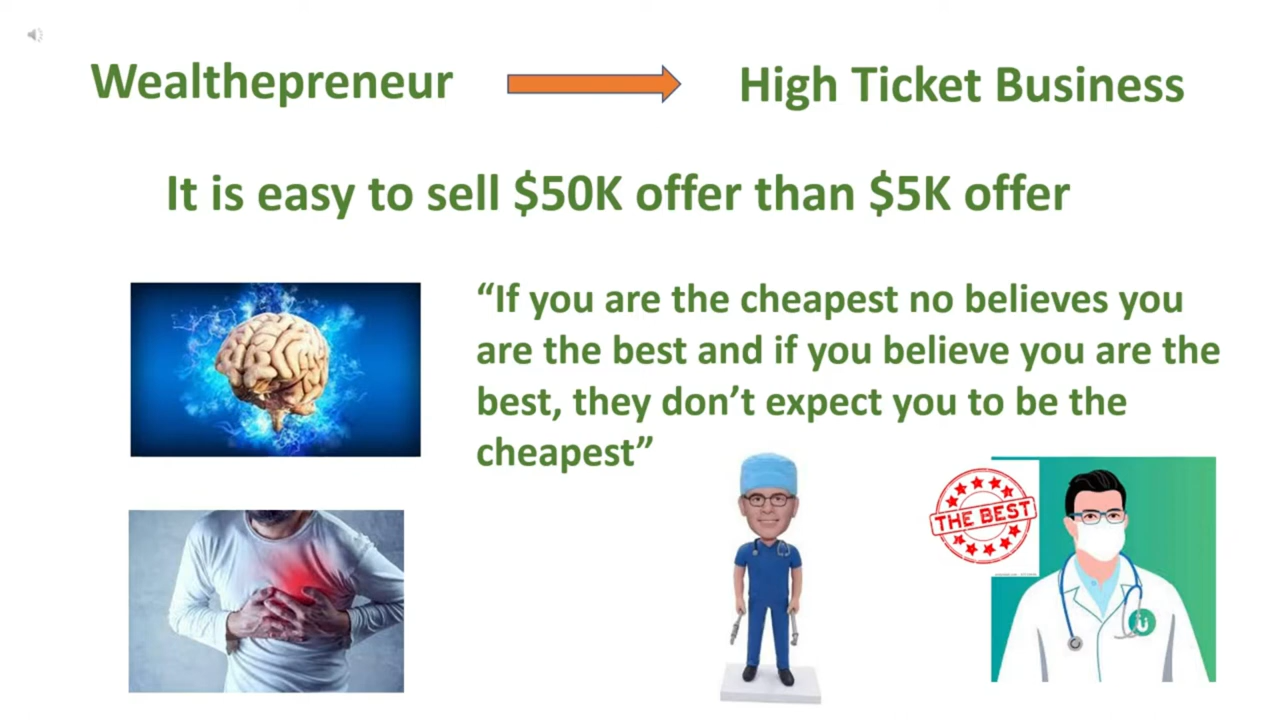 Wealthepreneur
High Ticket Business
It is easy to sell $50K offer than $5K offer
“If you are the cheapest no believes you
are the best and if you believe you are the
best, they don’t expect you to be the
cheapest”
THE BEST